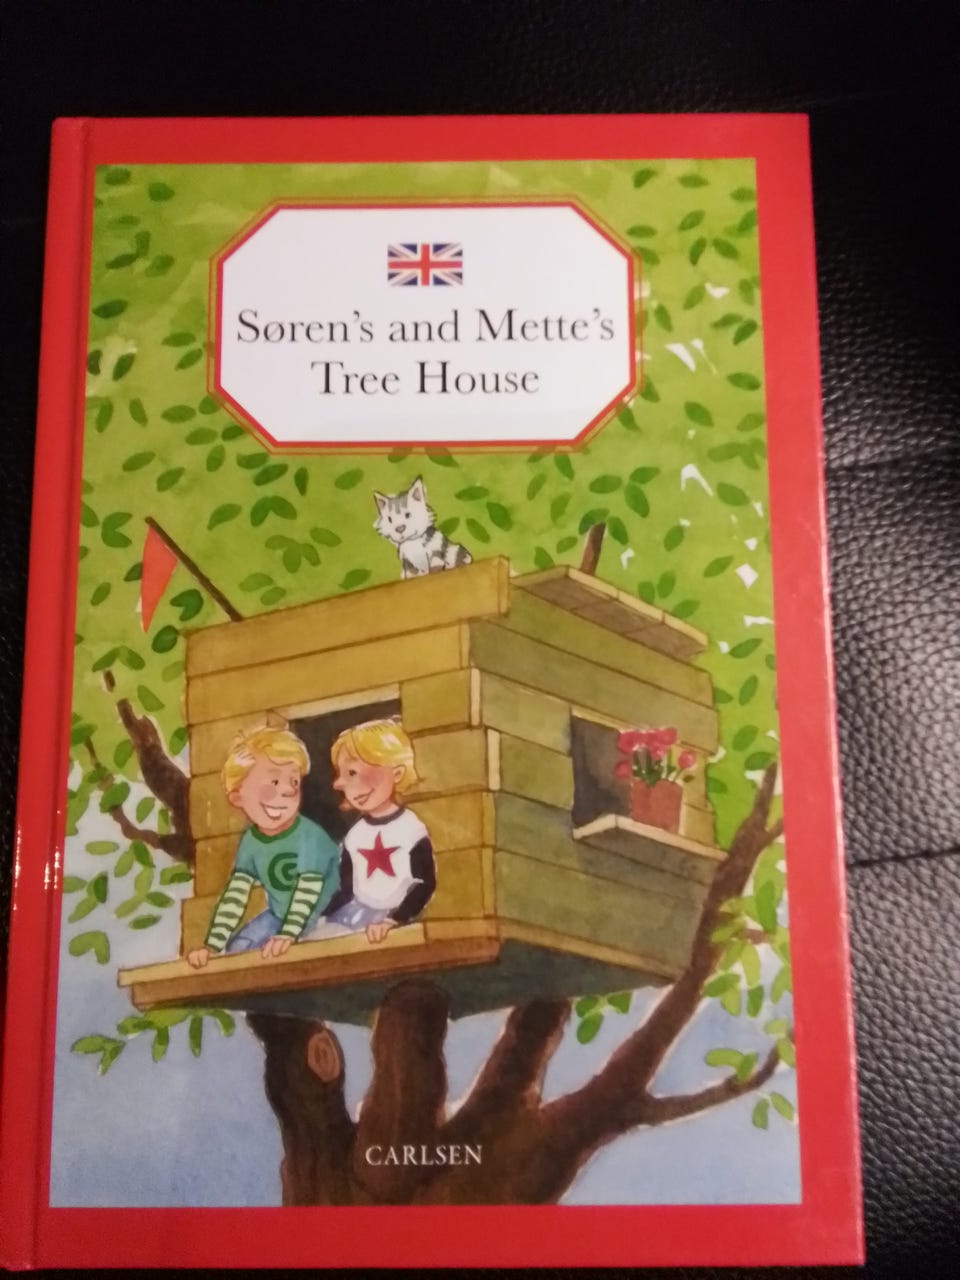 Søren's and Mette's
Tree House
CARLSEN